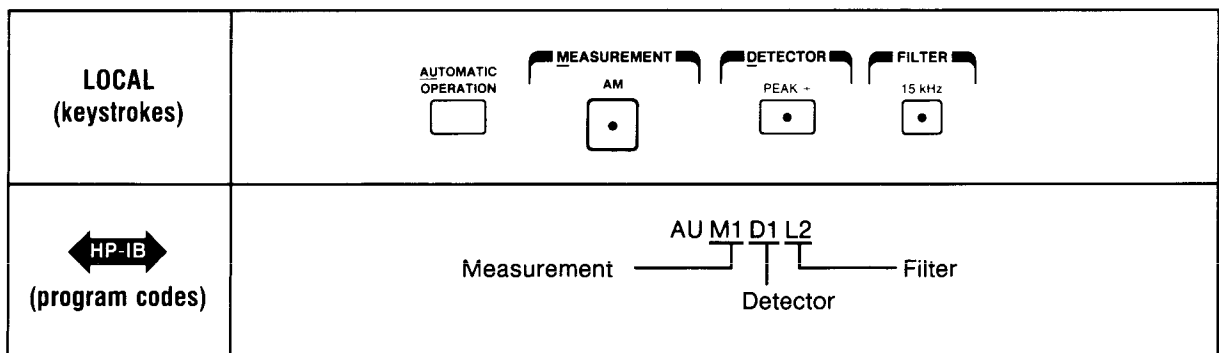 LOCAL
(keystrokes)
AUTOMATIC
OPERATION
MEASUREMENT
AM
DETECTOR
PEAK +
FILTER
15 kHz
HP-IB
(program codes)
AU M1 D1 L2
Measurement
Filter
Detector